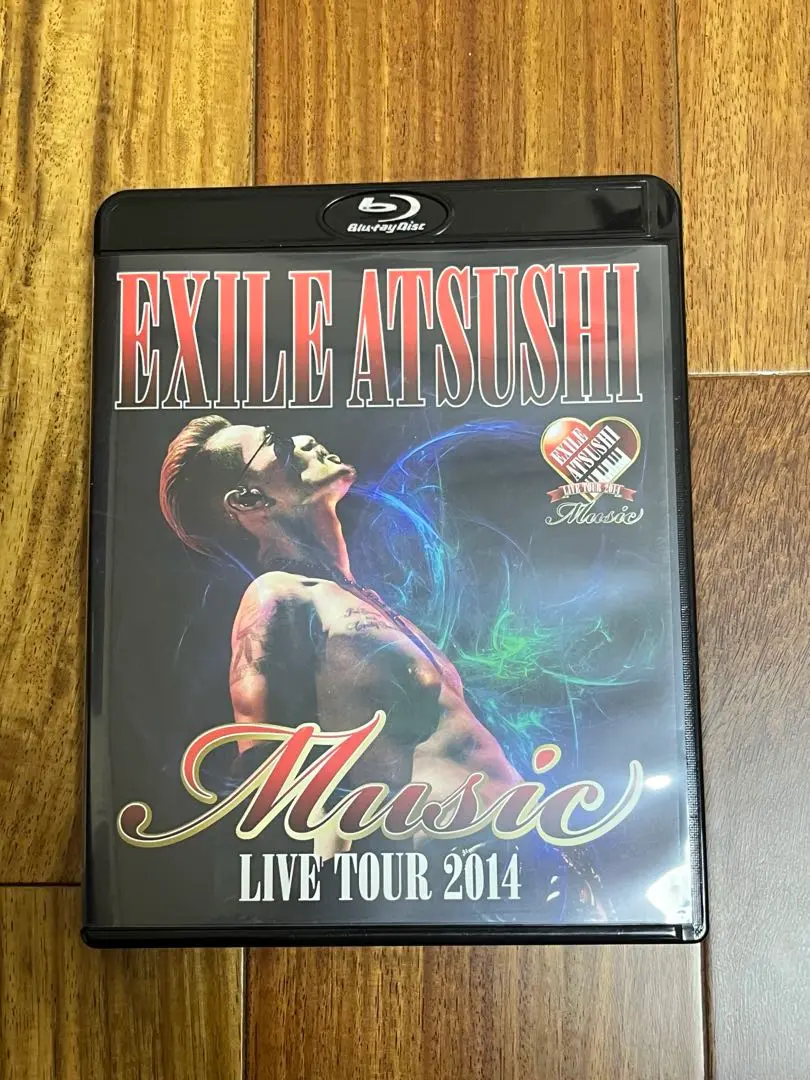 Blu-ray Disc
EXILE ATSUSHI
EXILE
ATSUSHI
LIVE TOUR 2014
Music
Music
LIVE TOUR 2014